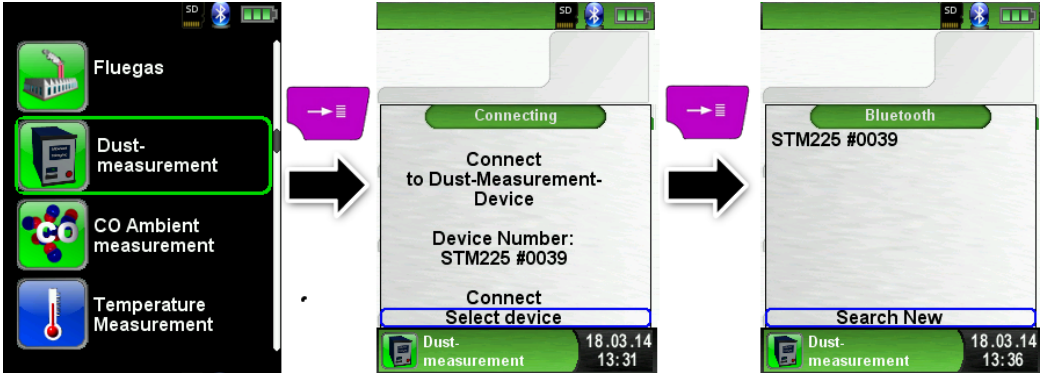 SD
Fluegas
Dust-
measurement
CO
CO Ambient
measurement
Temperature
Measurement
SD
Connecting
Connect
to Dust-Measurement-
Device
Device Number:
STM225 #0039
Connect
Select device
Dust-
measurement
18.03.14
13:31
SD
Bluetooth
STM225 #0039
Search New
Dust-
measurement
18.03.14
13:36